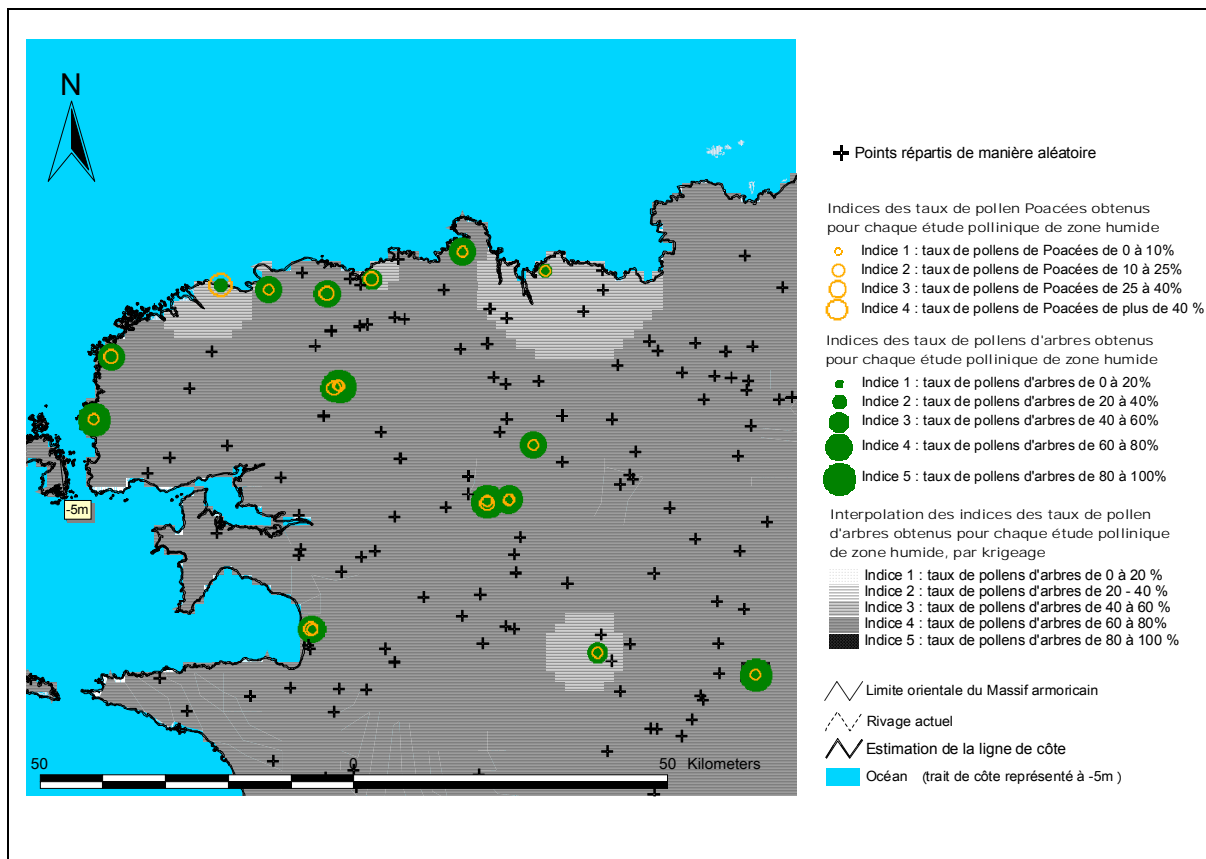 N
-5m
50
0
50
Kilometers
Points répartis de manière aléatoire
Indices des taux de pollen Poacées obtenus
pour chaque étude pollinique de zone humide
Indice 1 : taux de pollens de Poacées de 0 à 10%
Indice 2 : taux de pollens de Poacées de 10 à 25%
Indice 3 : taux de pollens de Poacées de 25 à 40%
Indice 4 : taux de pollens de Poacées de plus de 40 %
Indices des taux de pollens d'arbres obtenus
pour chaque étude pollinique de zone humide
Indice 1 : taux de pollens d'arbres de 0 à 20%
Indice 2 : taux de pollens d'arbres de 20 à 40%
Indice 3 : taux de pollens d'arbres de 40 à 60%
Indice 4 : taux de pollens d'arbres de 60 à 80%
Indice 5 : taux de pollens d'arbres de 80 à 100%
Interpolation des indices des taux de pollen
d'arbres obtenus pour chaque étude pollinique
de zone humide, par krigeage
Indice 1 : taux de pollens d'arbres de 0 à 20 %
Indice 2 : taux de pollens d'arbres de 20 - 40 %
Indice 3 : taux de pollens d'arbres de 40 à 60 %
Indice 4 : taux de pollens d'arbres de 60 à 80%
Indice 5 : taux de pollens d'arbres de 80 à 100 %
Limite orientale du Massif armoricain
Rivage actuel
Estimation de la ligne de côte
Océan (trait de côte représenté à -5m )